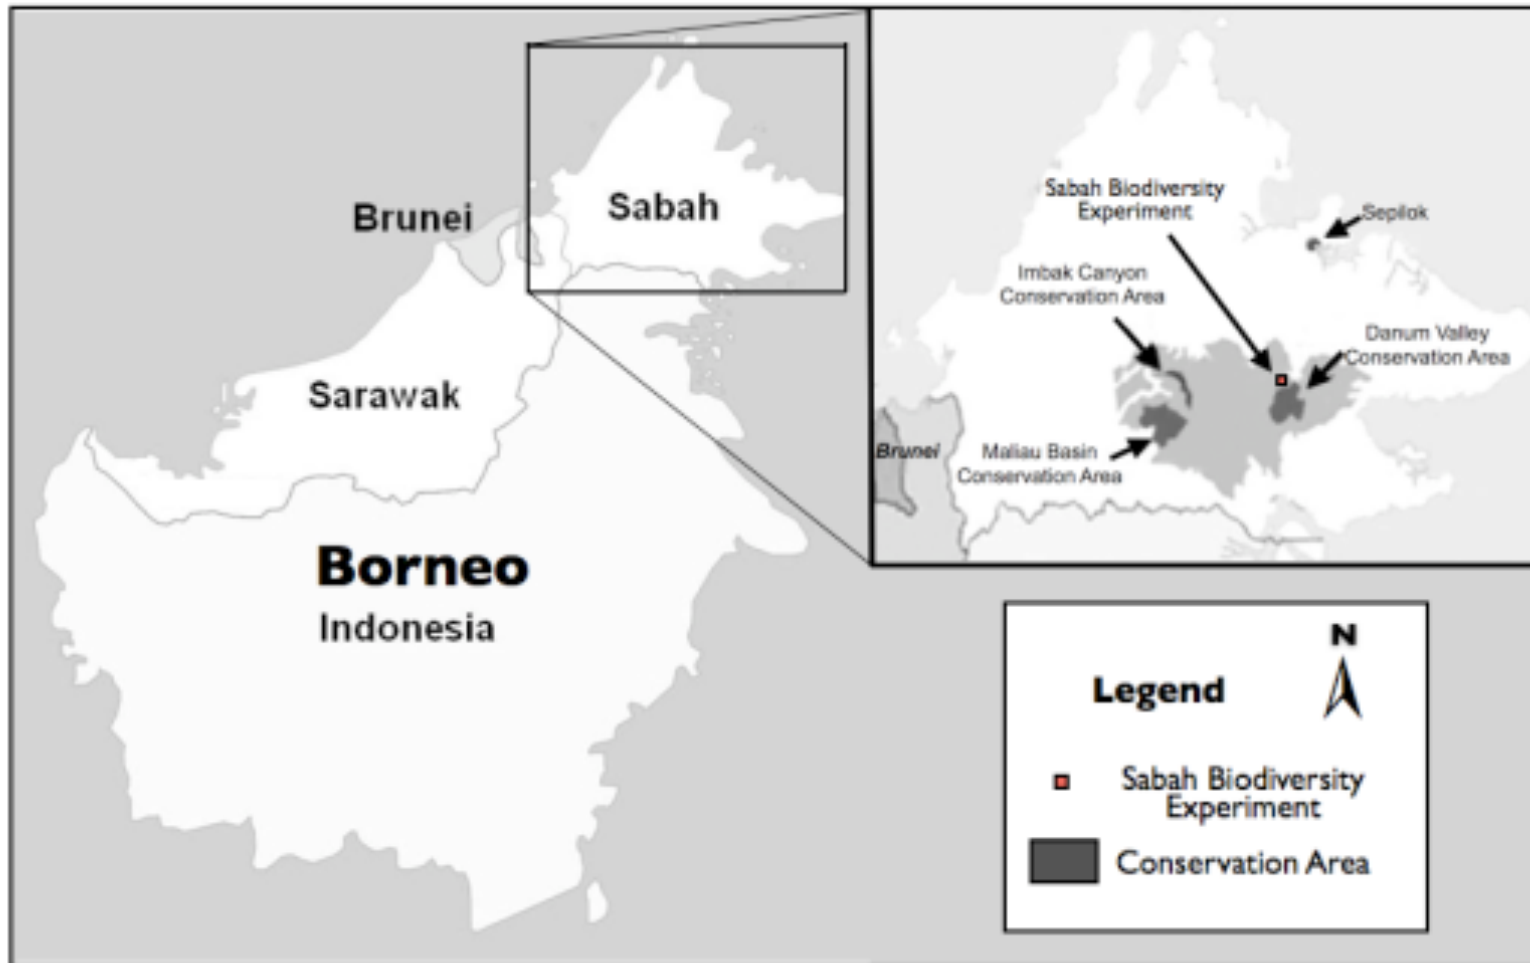 Brunei
Sabah
Sarawak
Borneo
Indonesia
Sabah Biodiversity
Experiment
Sepilok
Imbak Canyon
Conservation Area
Danum Valley
Conservation Area
Brunei
Maliau Basin
Conservation Area
N
Legend
Sabah Biodiversity
Experiment
Conservation Area